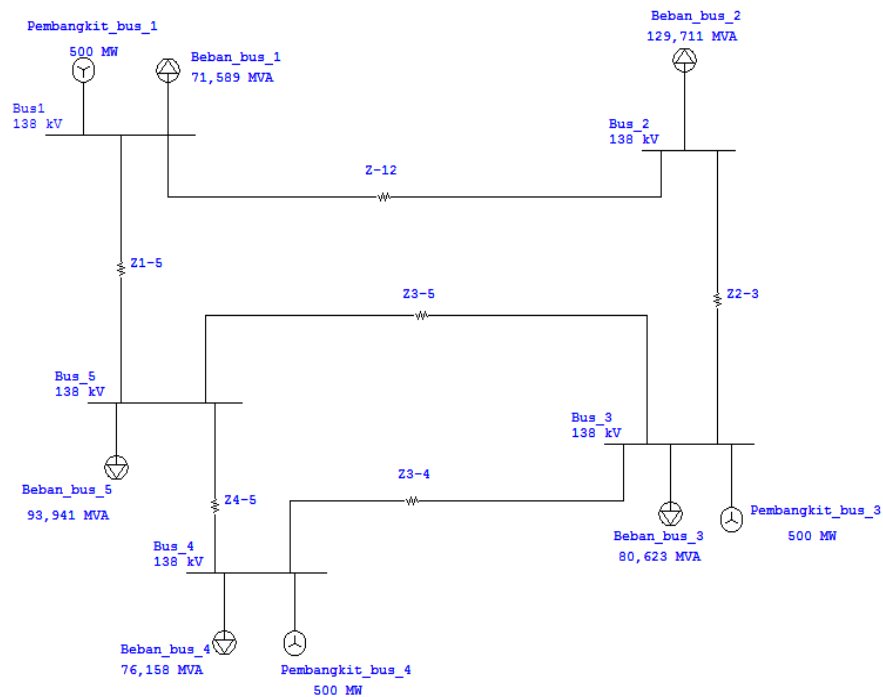 Pembangkit_bus_1
500 MW
Beban_bus_1
71,589 MVA
Bus1
138 kV
Beban_bus_2
129,711 MVA
Bus_2
138 kV
Z-12
Z1-5
Z3-5
Z2-3
Bus_5
138 kV
Beban_bus_5
93,941 MVA
Z4-5
Z3-4
Bus_3
138 kV
Beban_bus_3
80,623 MVA
Pembangkit_bus_3
500 MW
Bus_4
138 kV
Beban_bus_4
76,158 MVA
Pembangkit_bus_4
500 MW